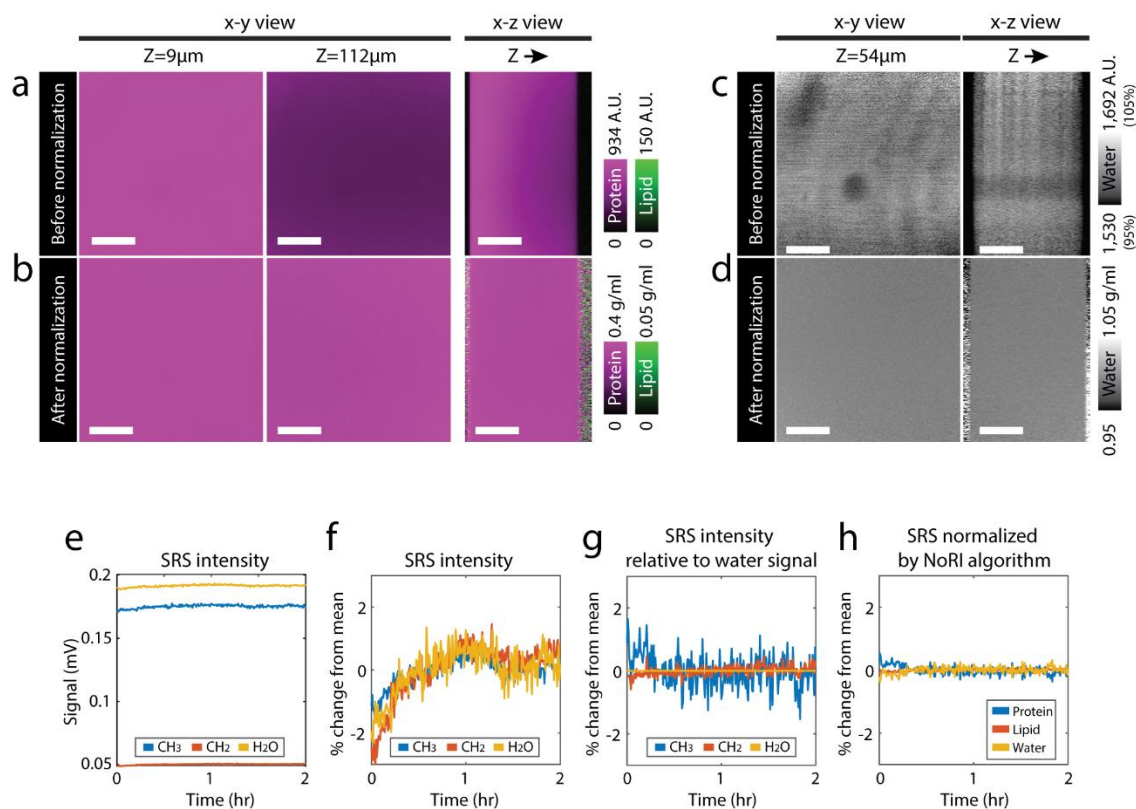 x-y view
x-z view
x-y view
x-z view
Z=9µm
Z=112µm
Z
Z=54µm
Z
a
Before normalization
0 Protein 934 A.U.
0 Lipid 150 A.U.
b
After normalization
0 Protein 0.4 g/ml
0 Lipid 0.05 g/ml
c
Before normalization
1,530 (95%) Water 1,692 A.U. (105%)
d
After normalization
0.95 Water 1.05 g/ml
e
SRS intensity
Signal (mV)
0.2
0.15
0.1
0.05
CH3 CH2 H2O
0 1 2
Time (hr)
f
% change from mean
2
0
-2
CH3 CH2 H2O
0 1 2
Time (hr)
g
SRS intensity
relative to water signal
% change from mean
2
0
-2
CH3 CH2 H2O
0 1 2
Time (hr)
h
SRS normalized
by NoRI algorithm
% change from mean
2
0
-2
Protein
Lipid
Water
0 1 2
Time (hr)